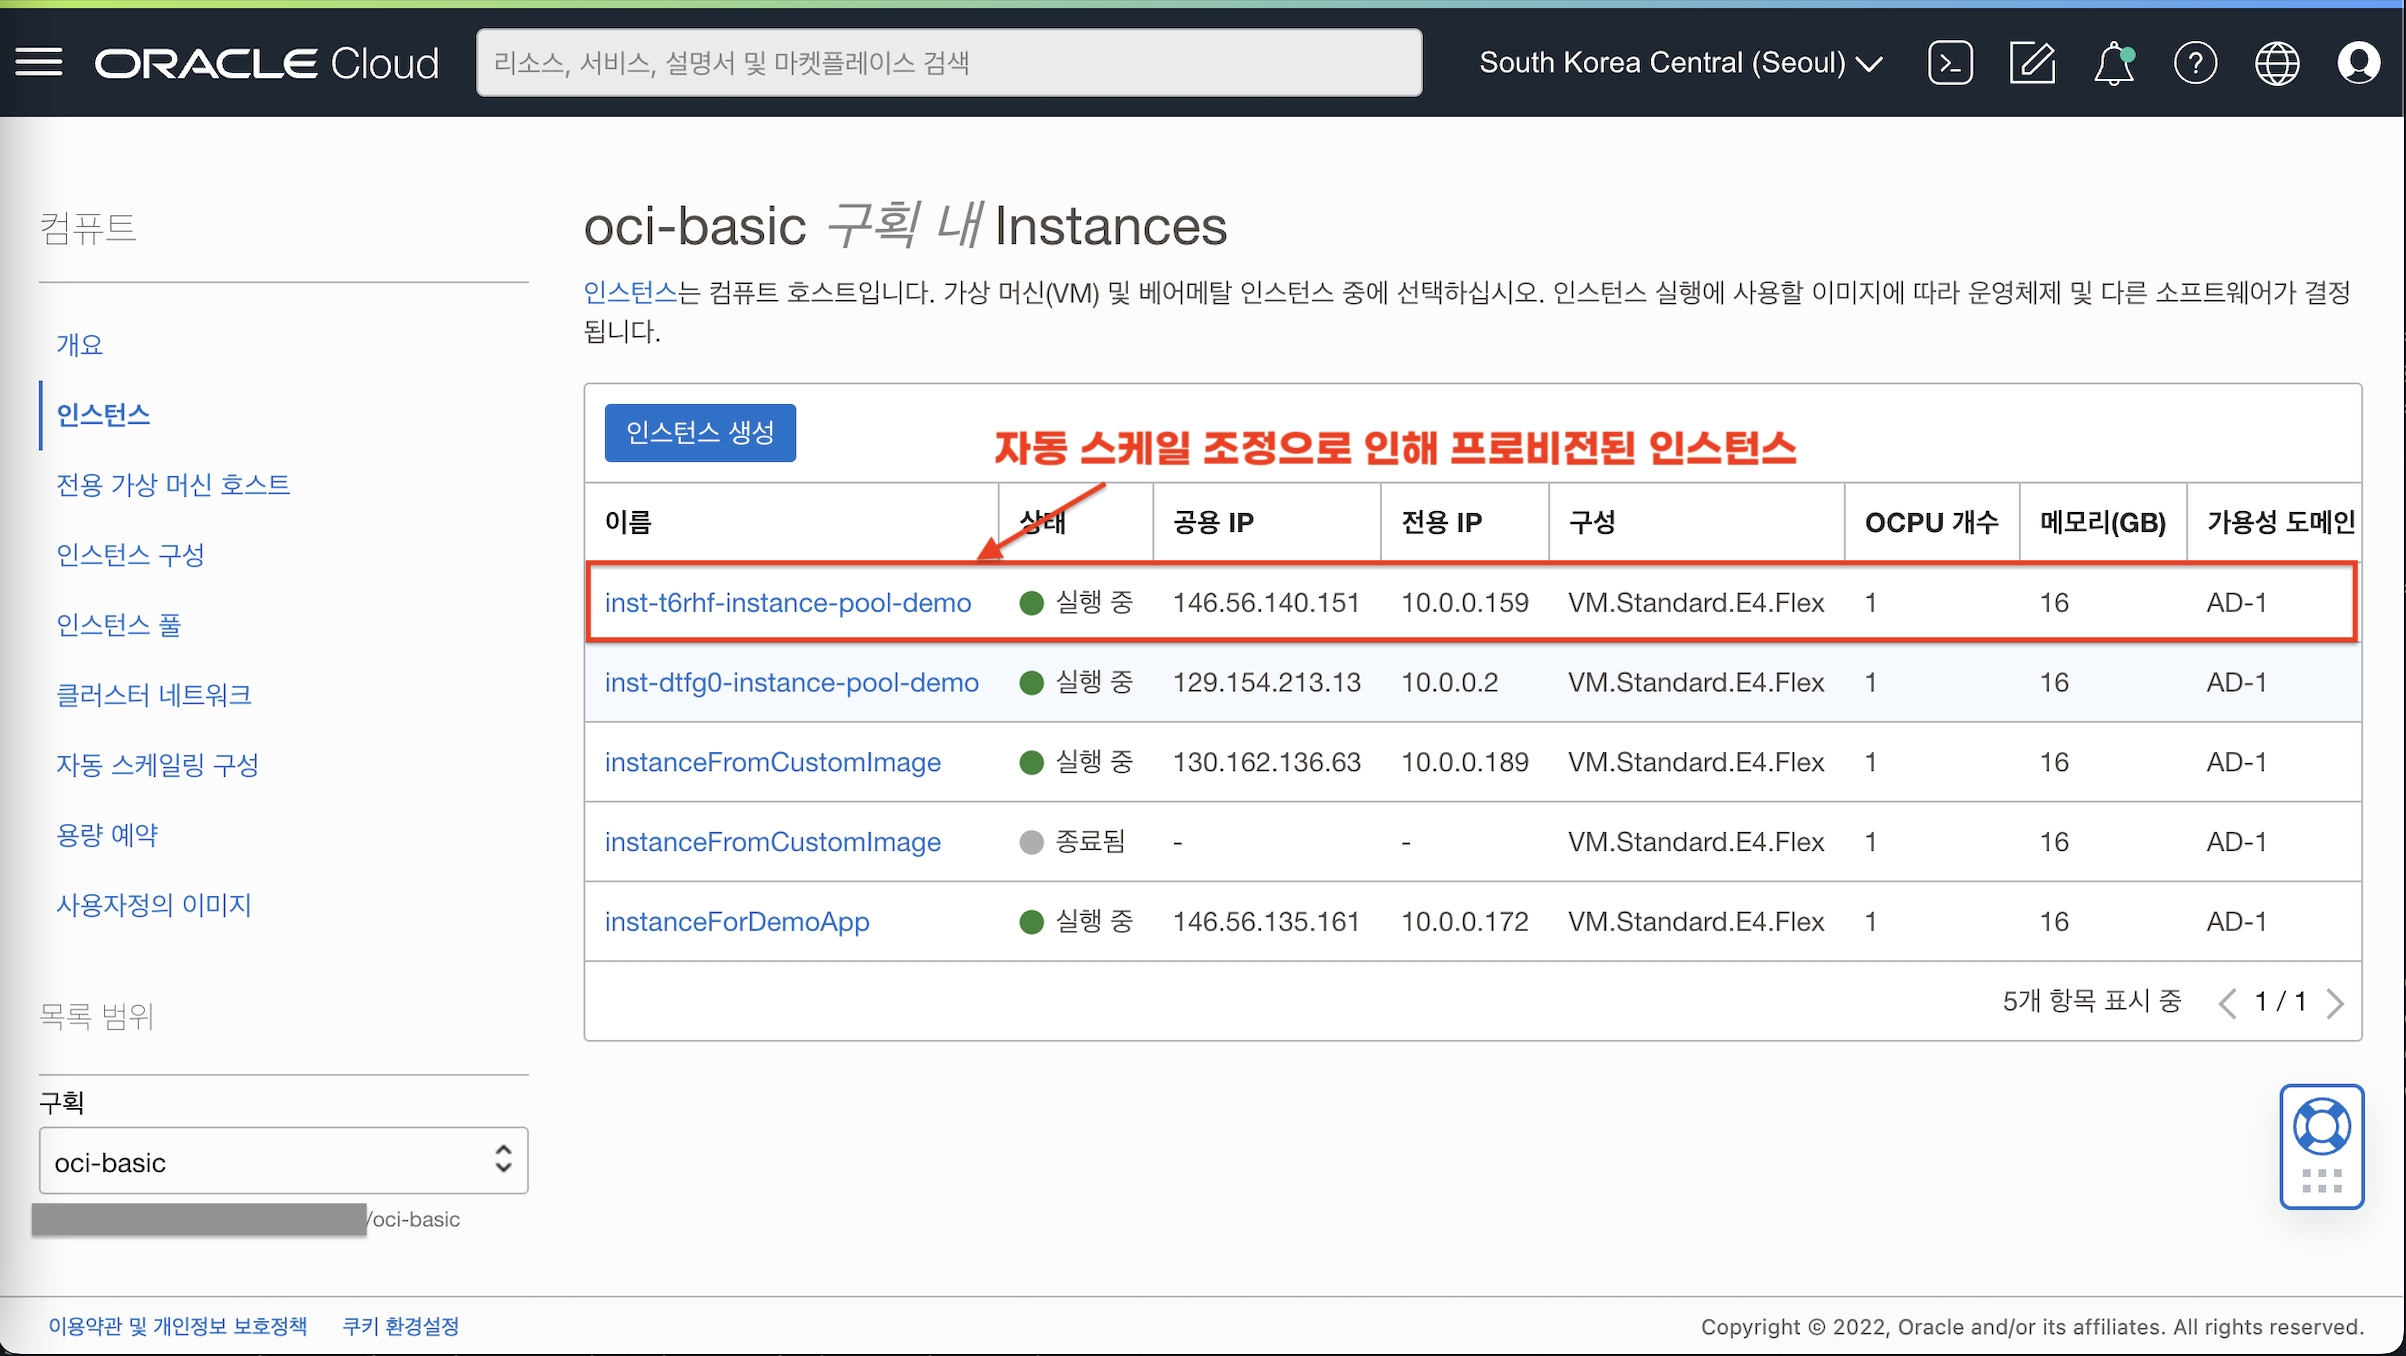 ORACLE Cloud
리소스, 서비스, 설명서 및 마켓플레이스 검색
South Korea Central (Seoul)
컴퓨트
개요
인스턴스
전용 가상 머신 호스트
인스턴스 구성
인스턴스 풀
클러스터 네트워크
자동 스케일링 구성
용량 예약
사용자정의 이미지
목록 범위
구획
oci-basic
/oci-basic
oci-basic 구획 내 Instances
인스턴스는 컴퓨트 호스트입니다. 가상 머신(VM) 및 베어메탈 인스턴스 중에 선택하십시오. 인스턴스 실행에 사용할 이미지에 따라 운영체제 및 다른 소프트웨어가 결정
됩니다.
인스턴스 생성
자동 스케일 조정으로 인해 프로비전된 인스턴스
이름 상태 공용 IP 전용 IP 구성 OCPU 개수 메모리(GB) 가용성 도메인
inst-t6rhf-instance-pool-demo 실행 중 146.56.140.151 10.0.0.159 VM.Standard.E4.Flex 1 16 AD-1
inst-dtfg0-instance-pool-demo 실행 중 129.154.213.13 10.0.0.2 VM.Standard.E4.Flex 1 16 AD-1
instanceFromCustomImage 실행 중 130.162.136.63 10.0.0.189 VM.Standard.E4.Flex 1 16 AD-1
instanceFromCustomImage 종료됨 - - VM.Standard.E4.Flex 1 16 AD-1
instanceForDemoApp 실행 중 146.56.135.161 10.0.0.172 VM.Standard.E4.Flex 1 16 AD-1
5개 항목 표시 중 1 / 1
이용약관 및 개인정보 보호정책 쿠키 환경설정
Copyright © 2022, Oracle and/or its affiliates. All rights reserved.